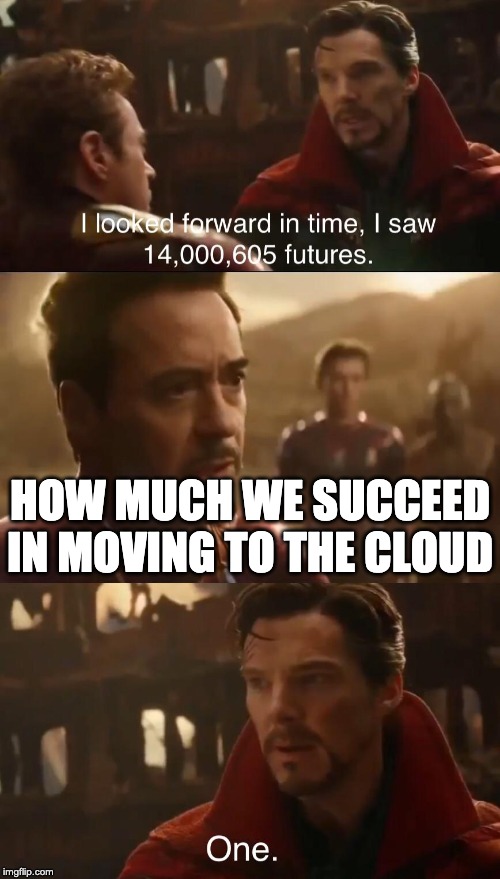 I looked forward in time, I saw
14,000,605 futures.
HOW MUCH WE SUCCEED
IN MOVING TO THE CLOUD
One.
imgflip.com